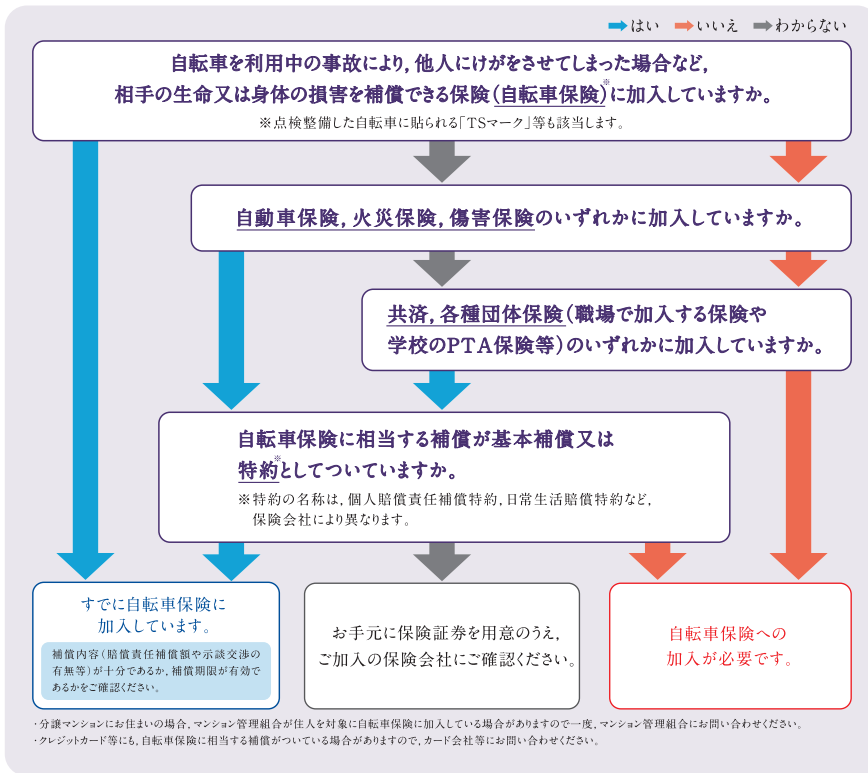 はい いいえ わからない
自転車を利用中の事故により,他人にけがをさせてしまった場合など,
相手の生命又は身体の損害を補償できる保険(自転車保険)※に加入していますか。
※点検整備した自転車に貼られる「TSマーク」等も該当します。
自動車保険,火災保険,傷害保険のいずれかに加入していますか。
共済,各種団体保険(職場で加入する保険や
学校のPTA保険等)のいずれかに加入していますか。
自転車保険に相当する補償が基本補償又は
特約※としてついていますか。
※特約の名称は,個人賠償責任補償特約,日常生活賠償特約など,
保険会社により異なります。
すでに自転車保険に
加入しています。
補償内容(賠償責任補償額や示談交渉の
有無等)が十分であるか,補償期限が有効で
あるかをご確認ください。
お手元に保険証券を用意のうえ,
ご加入の保険会社にご確認ください。
自転車保険への
加入が必要です。
・分譲マンションにお住まいの場合,マンション管理組合が住人を対象に自転車保険に加入している場合がありますので一度,マンション管理組合にお問い合わせください。
・クレジットカード等にも,自転車保険に相当する補償がついている場合がありますので,カード会社等にお問い合わせください。